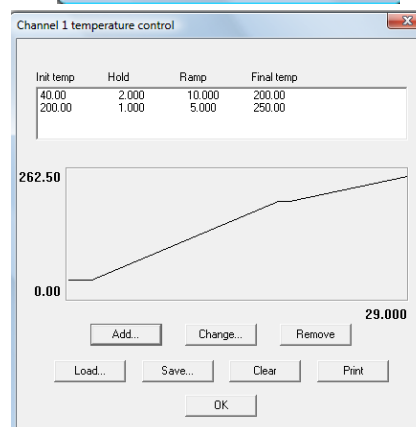 Channel 1 temperature control
Init temp Hold Ramp Final temp
40.00 2.000 10.000 200.00
200.00 1.000 5.000 250.00
262.50
0.00
29.000
Add... Change... Remove
Load... Save... Clear Print
OK